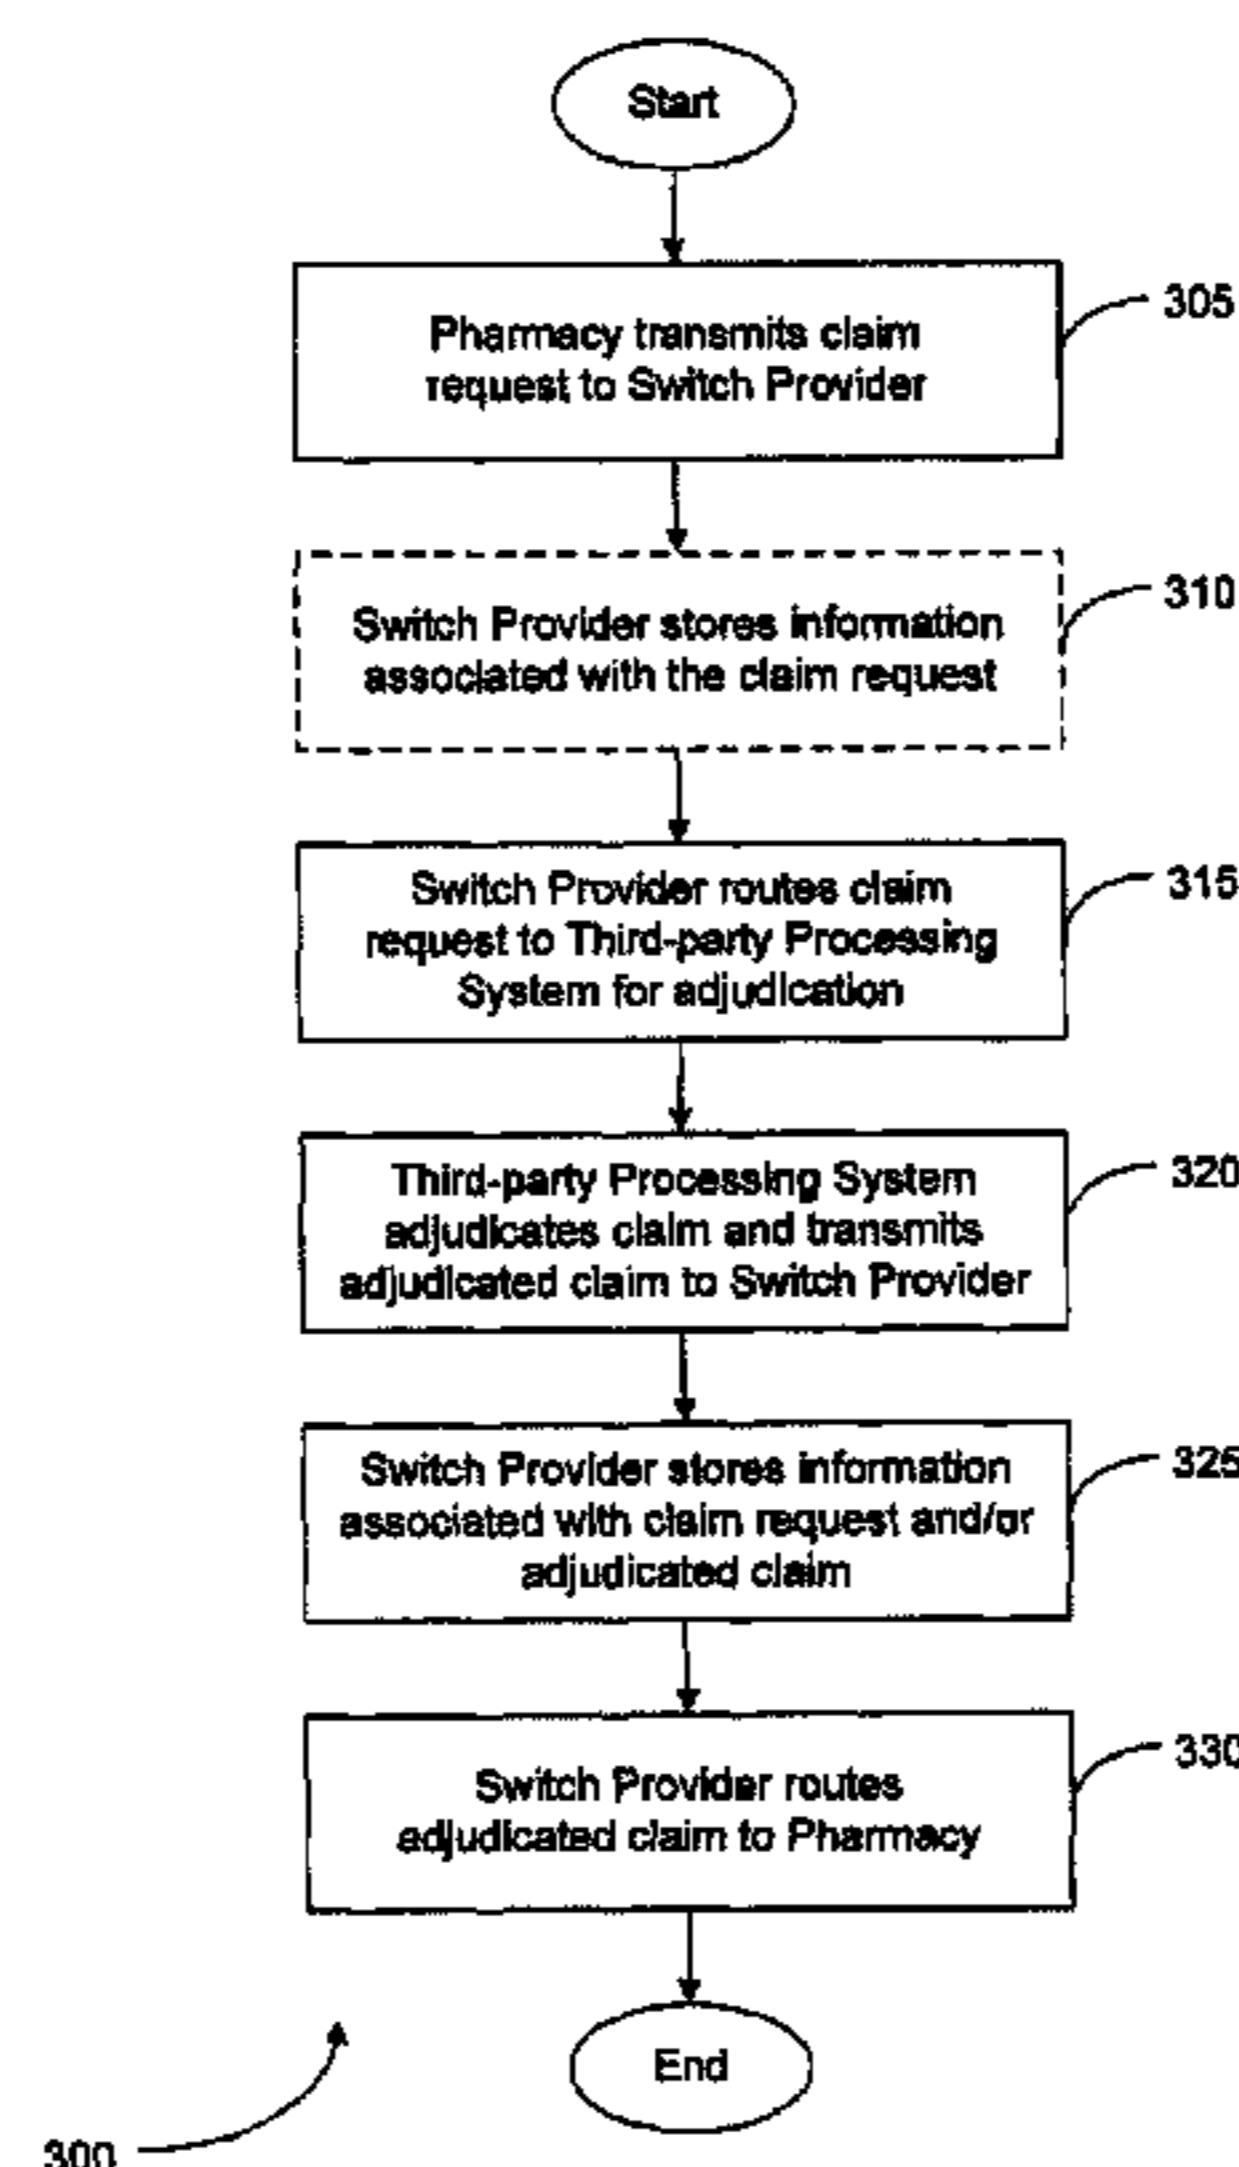 Start
Pharmacy transmits claim
request to Switch Provider
305
Switch Provider stores information
associated with the claim request
310
Switch Provider routes claim
request to Third-party Processing
System for adjudication
315
Third-party Processing System
adjudicates claim and transmits
adjudicated claim to Switch Provider
320
Switch Provider stores information
associated with claim request and/or
adjudicated claim
325
Switch Provider routes
adjudicated claim to Pharmacy
330
End
300